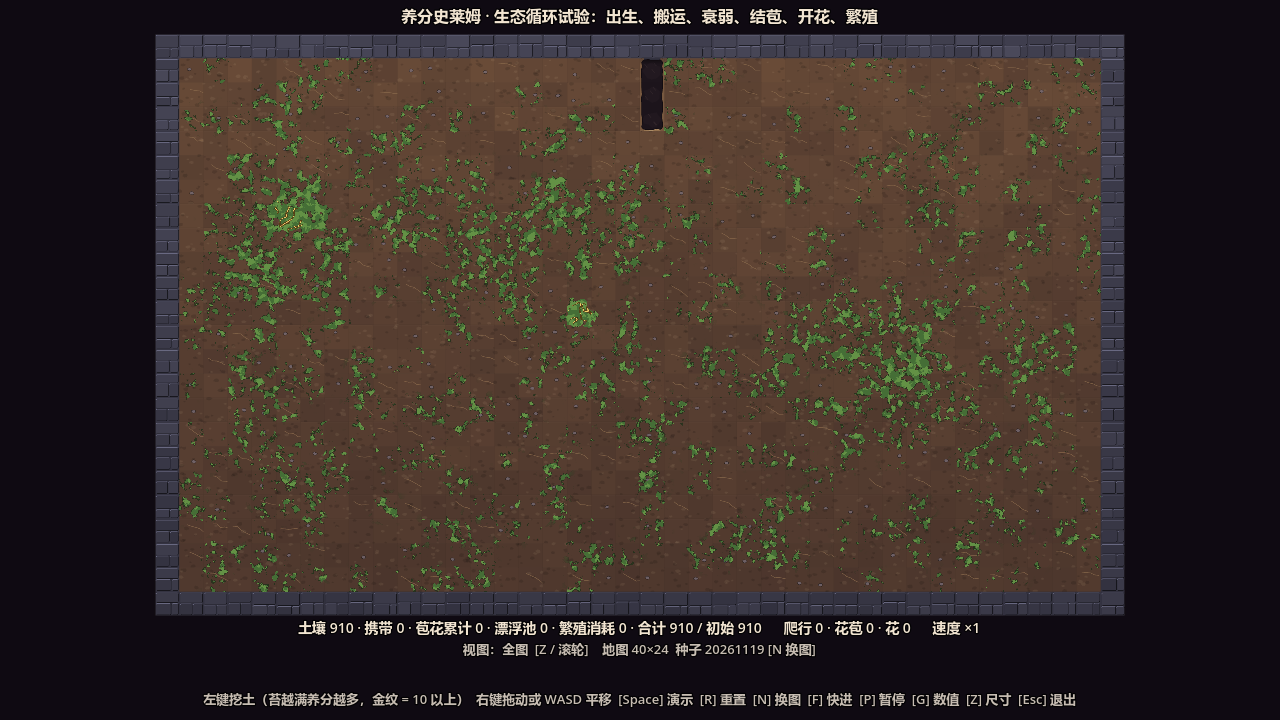 养分史莱姆 · 生态循环试验：出生、搬运、衰弱、结苞、开花、繁殖
土壤 910 · 携带 0 · 苞花累计 0 · 漂浮池 0 · 繁殖消耗 0 · 合计 910 / 初始 910 爬行 0 · 花苞 0 · 花 0 速度 ×1
视图：全图 [Z / 滚轮] 地图 40×24 种子 20261119 [N 换图]
左键挖土（苔越满养分越多，金纹 = 10 以上） 右键拖动或 WASD 平移 [Space] 演示 [R] 重置 [N] 换图 [F] 快进 [P] 暂停 [G] 数值 [Z] 尺寸 [Esc] 退出